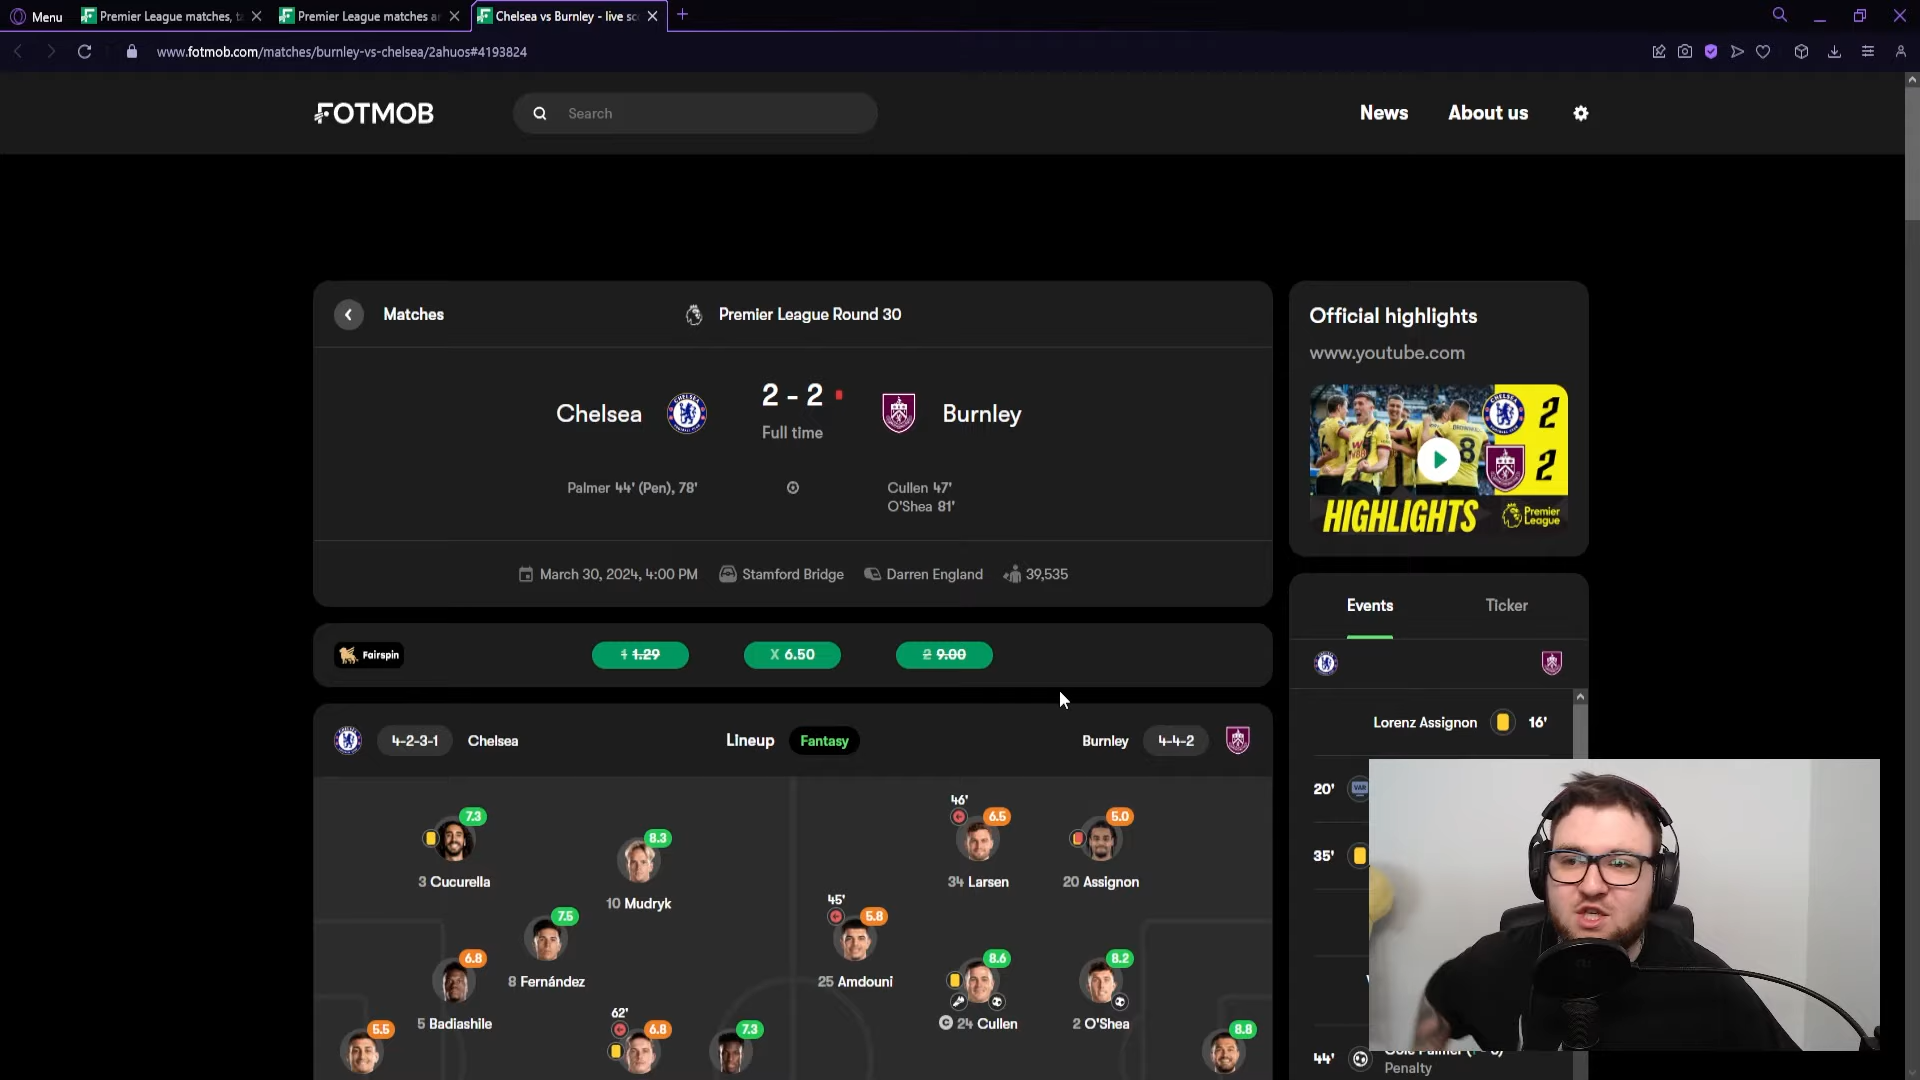 Menu
Premier League matches, t
Premier League matches a
Chelsea vs Burnley - live sc
www.fotmob.com/matches/burnley-vs-chelsea/2ahuos#4193824
FOTMOB
Search
News
About us
Matches
Premier League Round 30
Chelsea
2 - 2
Full time
Burnley
Palmer 44' (Pen), 78'
Cullen 47'
O'Shea 81'
March 30, 2024, 4:00 PM
Stamford Bridge
Darren England
39,535
Fairspin
1 1.29
X 6.50
2 9.00
4-2-3-1
Chelsea
Lineup
Fantasy
Burnley
4-4-2
7.3
3 Cucurella
8.3
10 Mudryk
7.5
8 Fernández
6.8
5 Badiashile
5.5
62'
6.8
7.3
46'
6.5
34 Larsen
5.0
20 Assignon
45'
5.8
25 Amdouni
8.6
C 24 Cullen
8.2
2 O'Shea
8.8
Official highlights
www.youtube.com
2
2
HIGHLIGHTS
Premier
League
Events
Ticker
Lorenz Assignon
16'
20'
VAR
35'
44'
Penalty